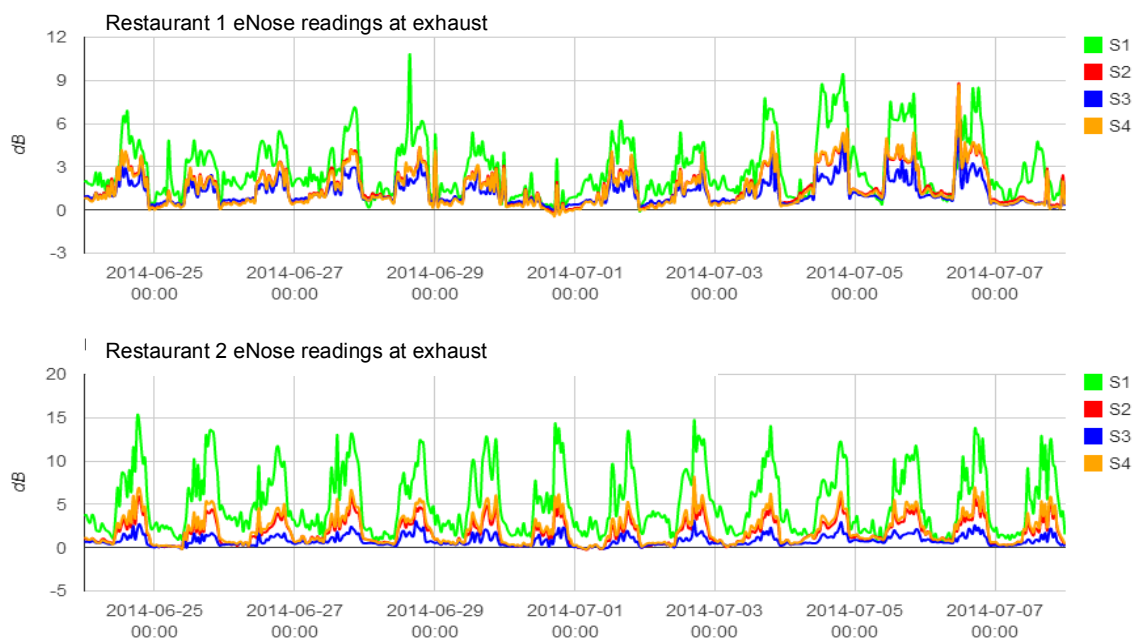 Restaurant 1 eNose readings at exhaust
12
9
6
3
0
-3
dB
S1
S2
S3
S4
2014-06-25 00:00
2014-06-27 00:00
2014-06-29 00:00
2014-07-01 00:00
2014-07-03 00:00
2014-07-05 00:00
2014-07-07 00:00
Restaurant 2 eNose readings at exhaust
20
15
10
5
0
-5
dB
S1
S2
S3
S4
2014-06-25 00:00
2014-06-27 00:00
2014-06-29 00:00
2014-07-01 00:00
2014-07-03 00:00
2014-07-05 00:00
2014-07-07 00:00